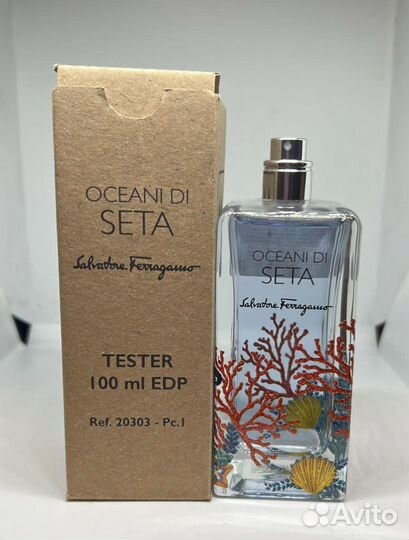 OCEANI DI
SETA
Salvatore Ferragamo
TESTER
100 ml EDP
Ref. 20303 - Pc.1
OCEANI DI
SETA
Salvatore Ferragamo
Avito